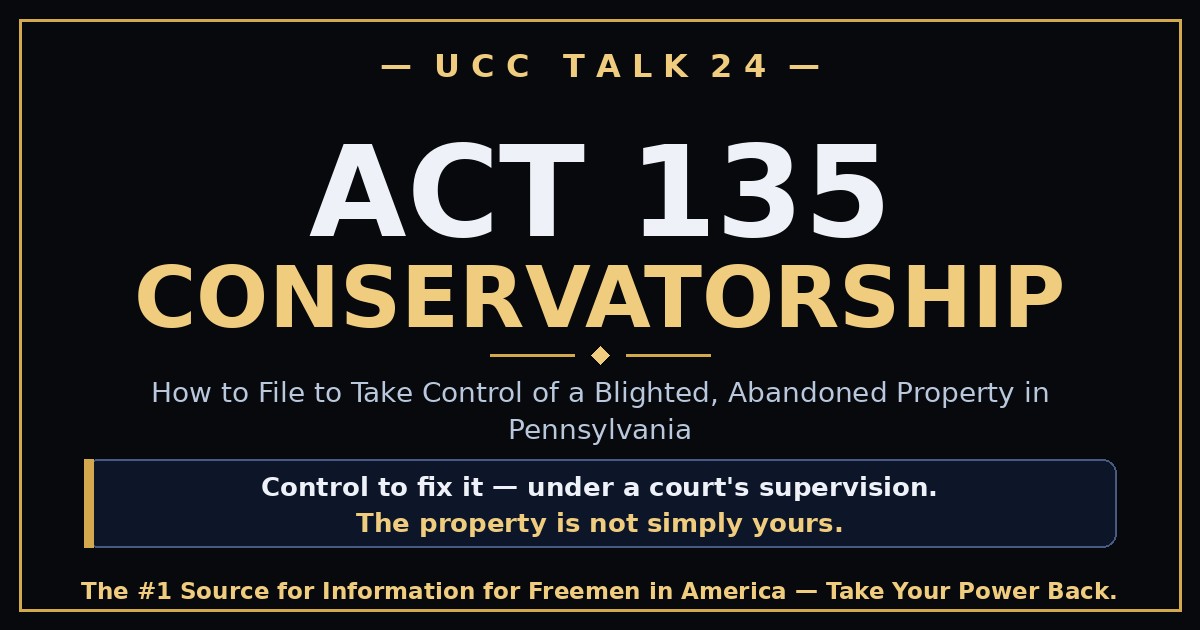 — UCC TALK 24 —
ACT 135
CONSERVATORSHIP
How to File to Take Control of a Blighted, Abandoned Property in
Pennsylvania
Control to fix it — under a court's supervision.
The property is not simply yours.
The #1 Source for Information for Freemen in America — Take Your Power Back.